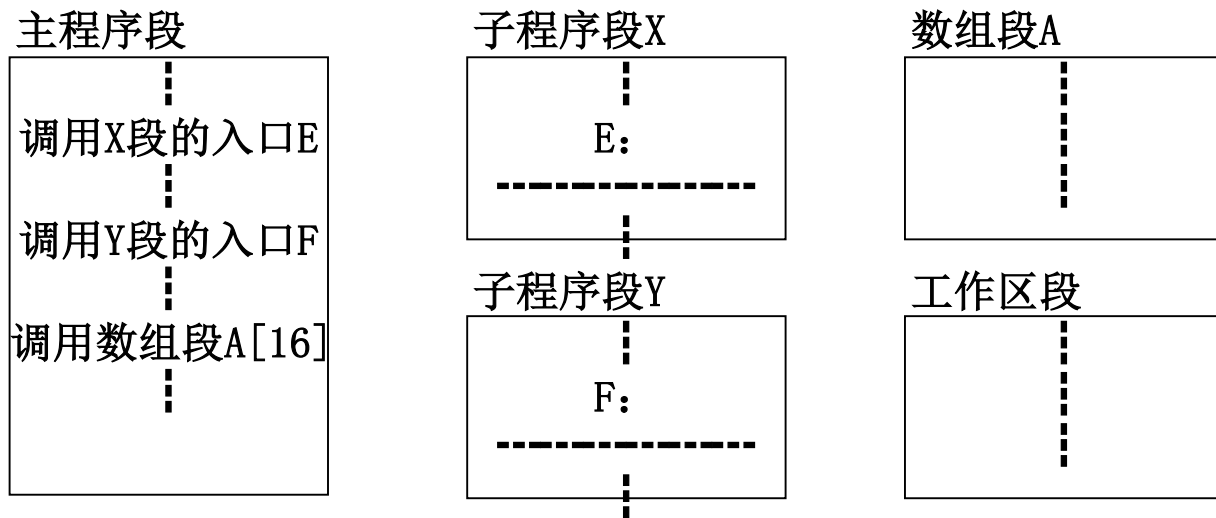 主程序段
调用X段的入口E
调用Y段的入口F
调用数组段A[16]
子程序段X
E:
子程序段Y
F:
数组段A
工作区段